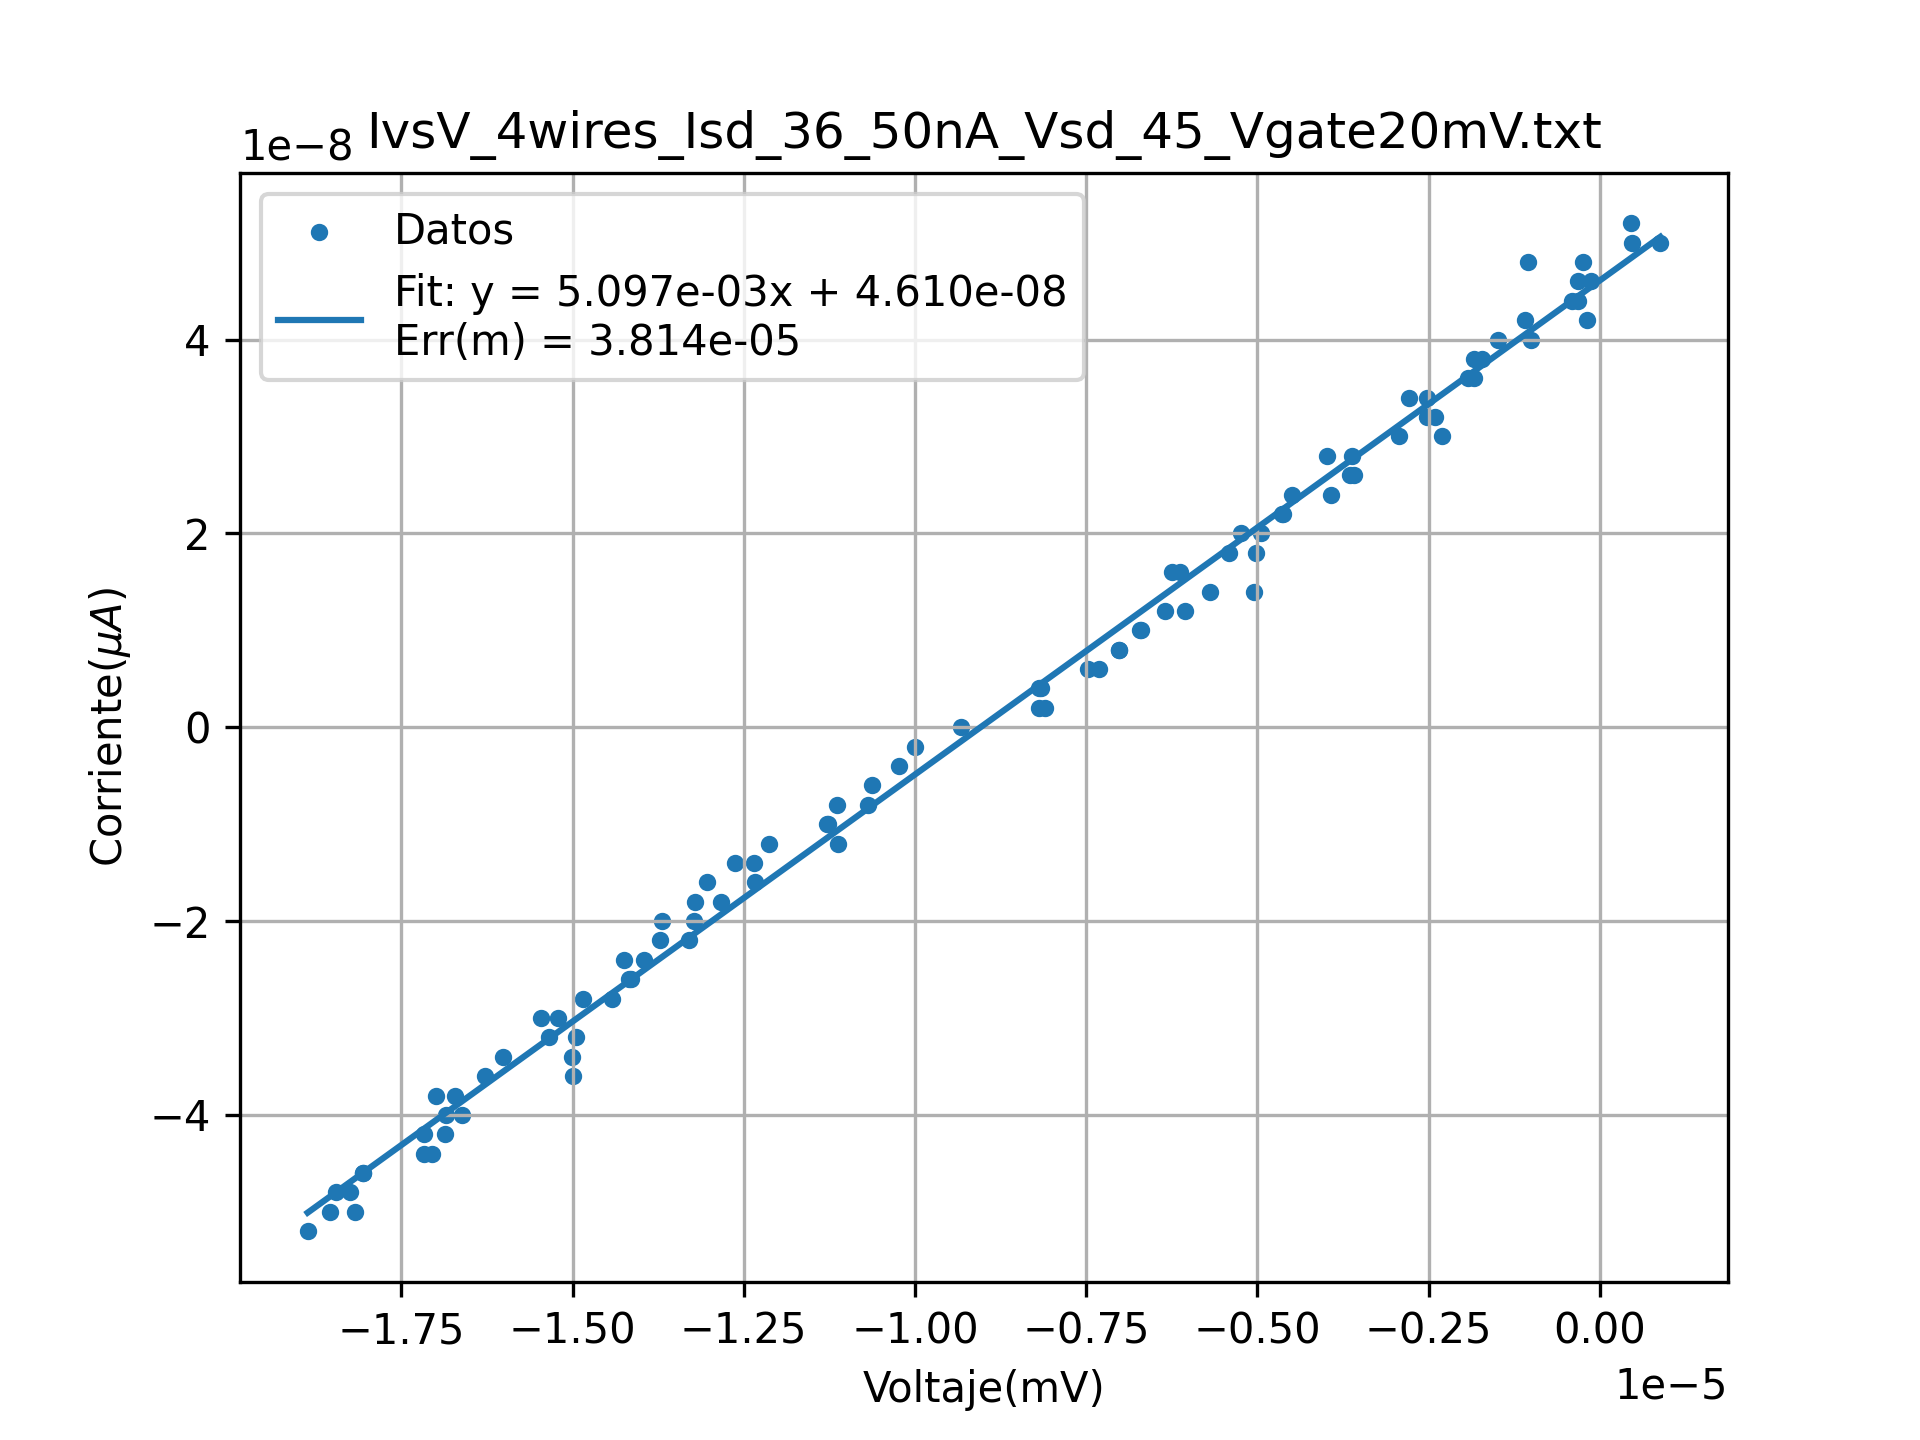 1e−8
IvsV_4wires_Isd_36_50nA_Vsd_45_Vgate20mV.txt
Datos
Fit: y = 5.097e-03x + 4.610e-08
Err(m) = 3.814e-05
4
2
0
−2
−4
Corriente(μA)
−1.75 −1.50 −1.25 −1.00 −0.75 −0.50 −0.25 0.00
Voltaje(mV)
1e−5